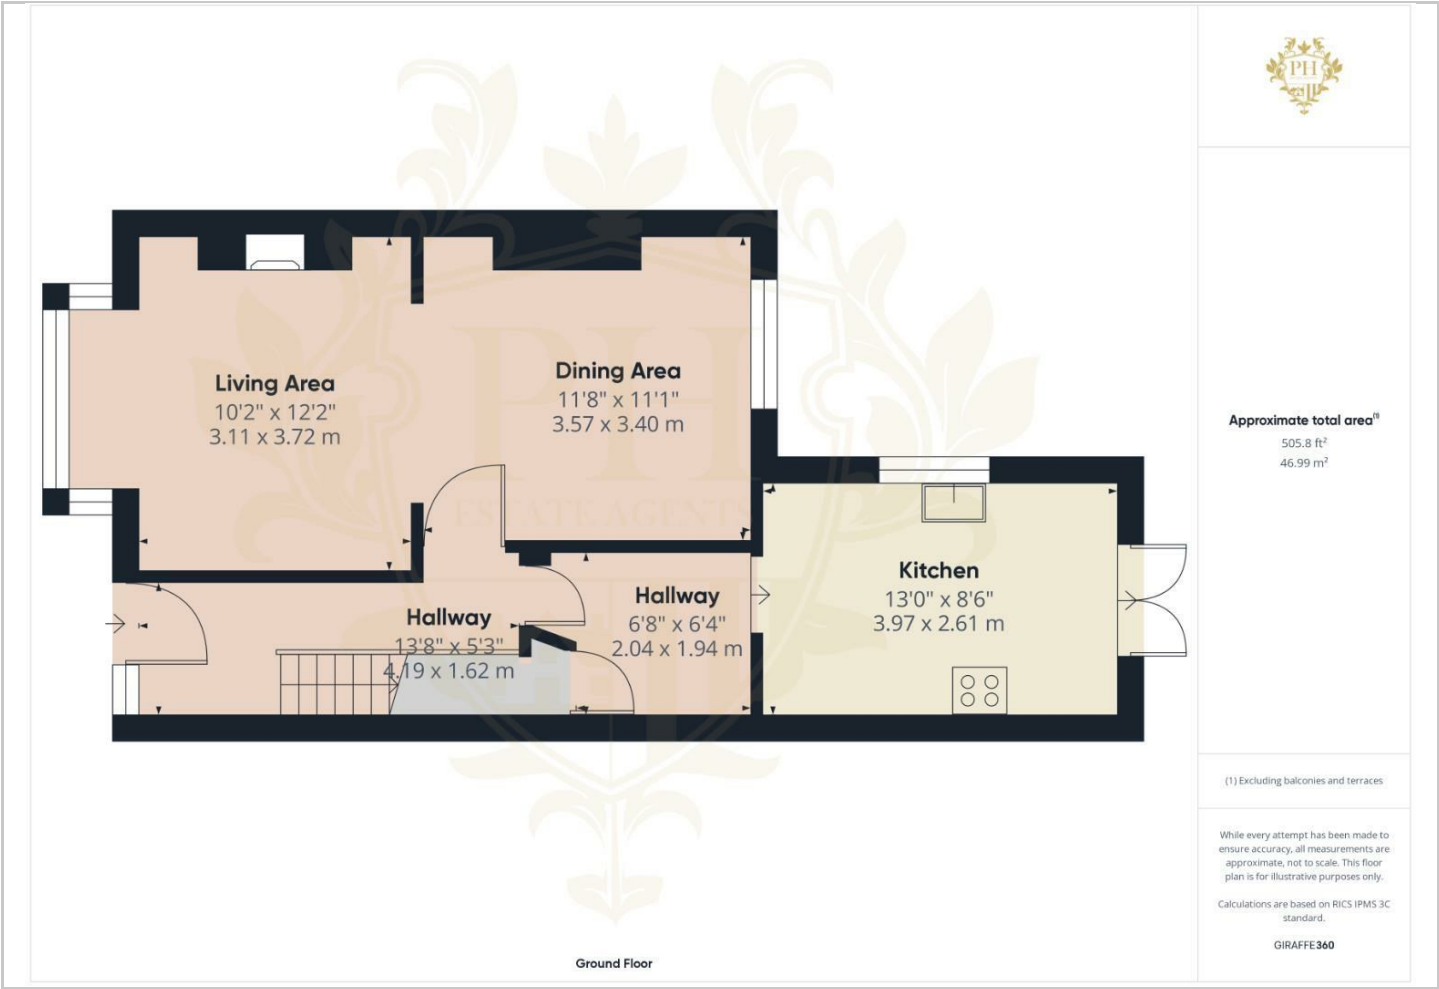 PH
Living Area
10'2" x 12'2"
3.11 x 3.72 m
Dining Area
11'8" x 11'1"
3.57 x 3.40 m
PH
ESTATE AGENTS
Hallway
13'8" x 5'3"
4.19 x 1.62 m
Hallway
6'8" x 6'4"
2.04 x 1.94 m
Kitchen
13'0" x 8'6"
3.97 x 2.61 m
Ground Floor
Approximate total area(1)
505.8 ft²
46.99 m²
(1) Excluding balconies and terraces
While every attempt has been made to
ensure accuracy, all measurements are
approximate, not to scale. This floor
plan is for illustrative purposes only.
Calculations are based on RICS IPMS 3C
standard.
GIRAFFE360